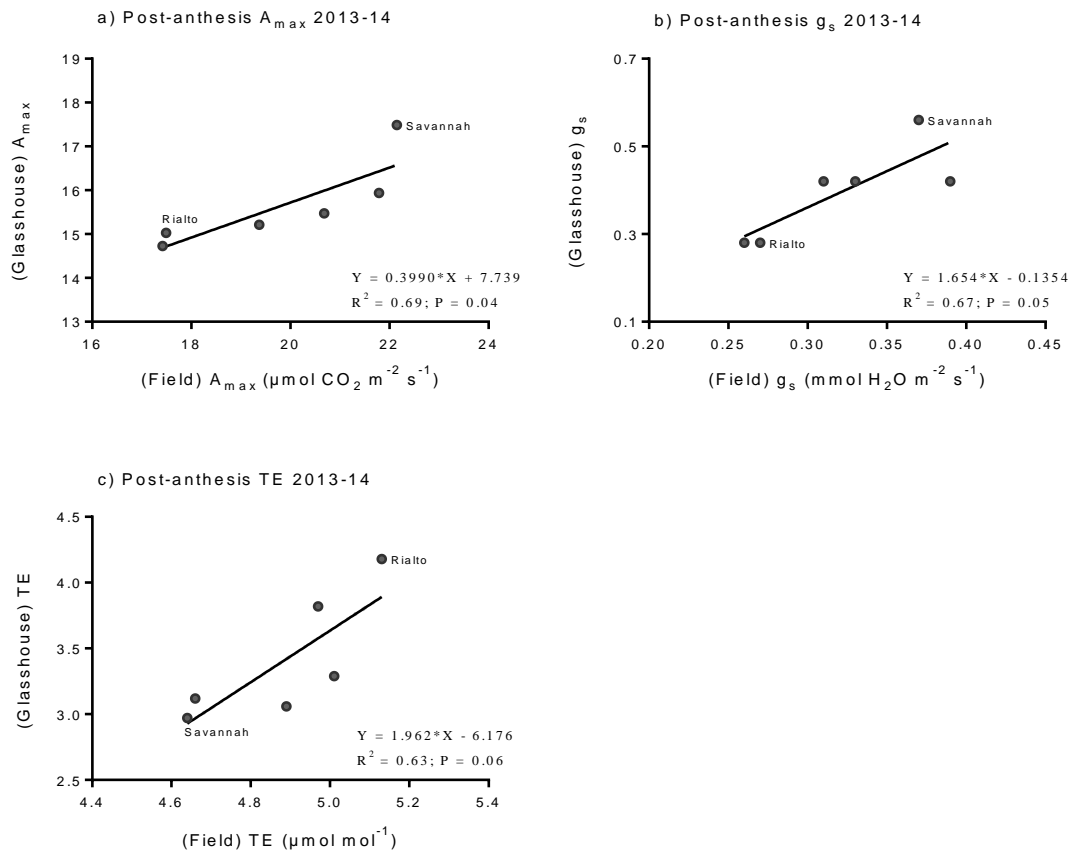 a) Post-anthesis Amax 2013-14
19
18
17
16
15
14
13
(Glasshouse) Amax
Savannah
Rialto
Y = 0.3990*X + 7.739
R² = 0.69; P = 0.04
16
18
20
22
24
(Field) Amax (µmol CO₂ m⁻² s⁻¹)
b) Post-anthesis gs 2013-14
0.7
0.5
0.3
0.1
(Glasshouse) gs
Savannah
Rialto
Y = 1.654*X - 0.1354
R² = 0.67; P = 0.05
0.20
0.25
0.30
0.35
0.40
0.45
(Field) gs (mmol H₂O m⁻² s⁻¹)
c) Post-anthesis TE 2013-14
4.5
4.0
3.5
3.0
2.5
(Glasshouse) TE
Rialto
Savannah
Y = 1.962*X - 6.176
R² = 0.63; P = 0.06
4.4
4.6
4.8
5.0
5.2
5.4
(Field) TE (µmol mol⁻¹)